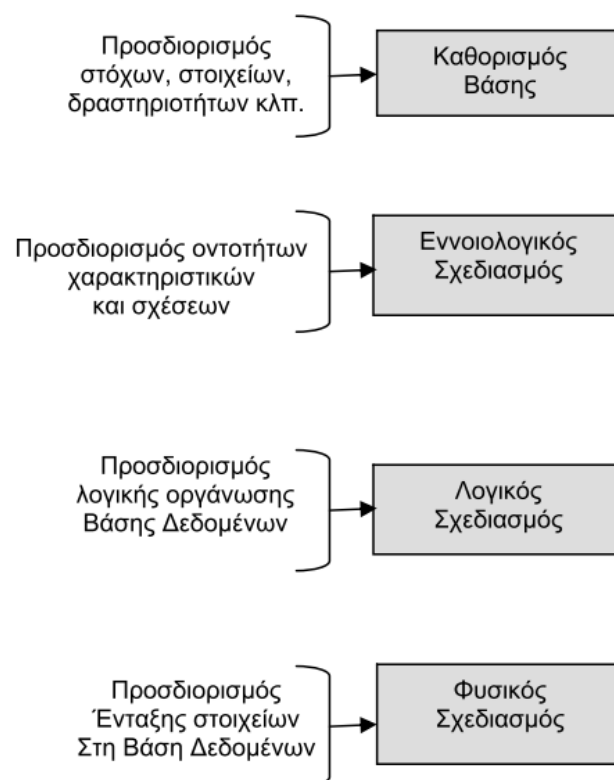 Προσδιορισμός
στόχων, στοιχείων,
δραστηριοτήτων κλπ.
Καθορισμός
Βάσης
Προσδιορισμός οντοτήτων
χαρακτηριστικών
και σχέσεων
Εννοιολογικός
Σχεδιασμός
Προσδιορισμός
λογικής οργάνωσης
Βάσης Δεδομένων
Λογικός
Σχεδιασμός
Προσδιορισμός
Ένταξης στοιχείων
Στη Βάση Δεδομένων
Φυσικός
Σχεδιασμός